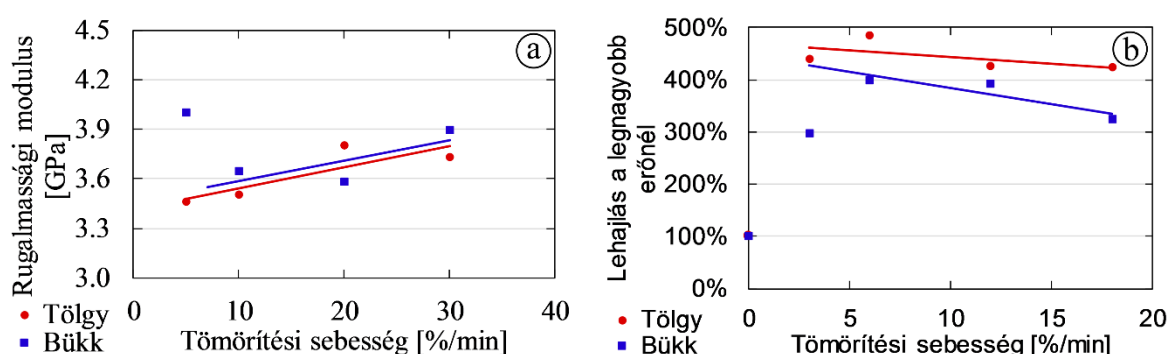 Rugalmassági modulus
[GPa]
4.5
4.2
3.9
3.6
3.3
3.0
0
10
20
30
40
Tömörítési sebesség [%/min]
Tölgy
Bükk
a
Lehajlás a legnagyobb
erőnél
500%
400%
300%
200%
100%
0%
0
5
10
15
20
Tömörítési sebesség [%/min]
Tölgy
Bükk
b